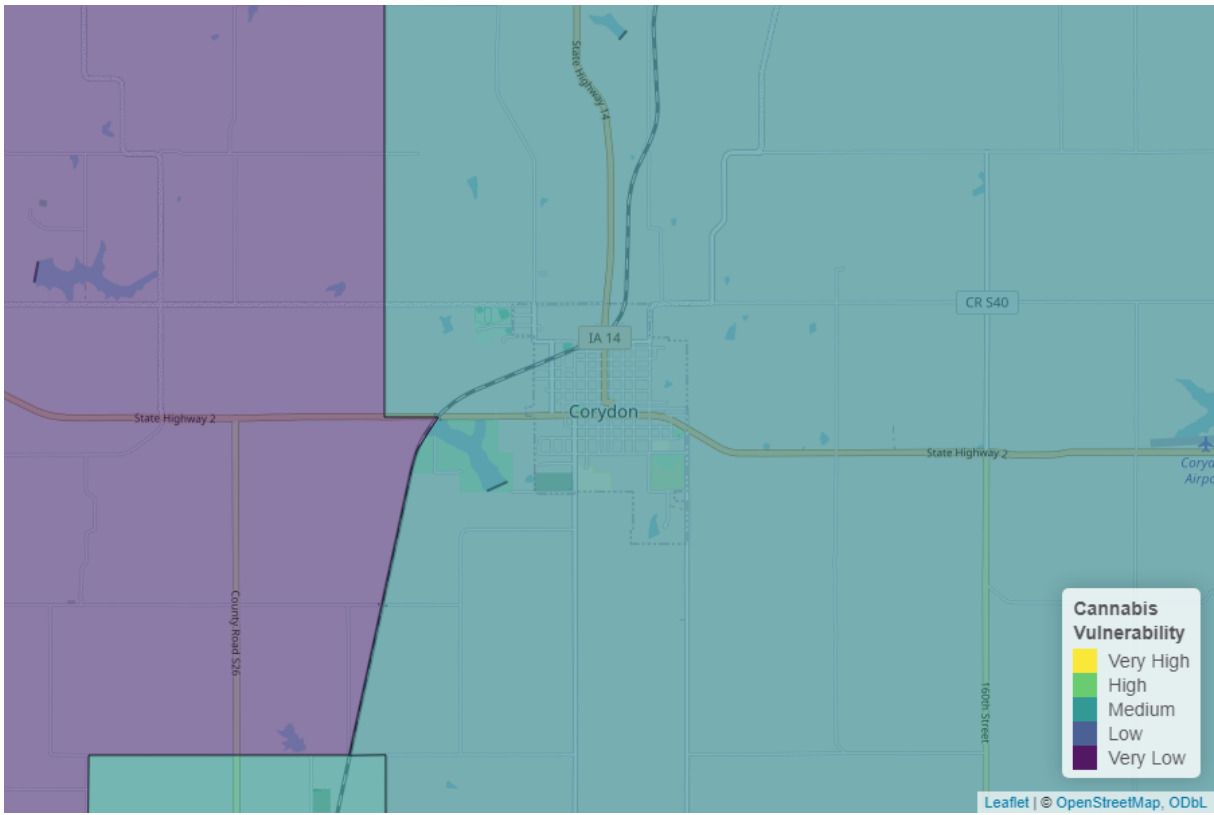 State Highway 14
CR S40
IA 14
Corydon
State Highway 2
State Highway 2
Airpo
County Road S26
160th Street
Cannabis
Vulnerability
Very High
High
Medium
Low
Very Low
Leaflet | © OpenStreetMap, ODbL